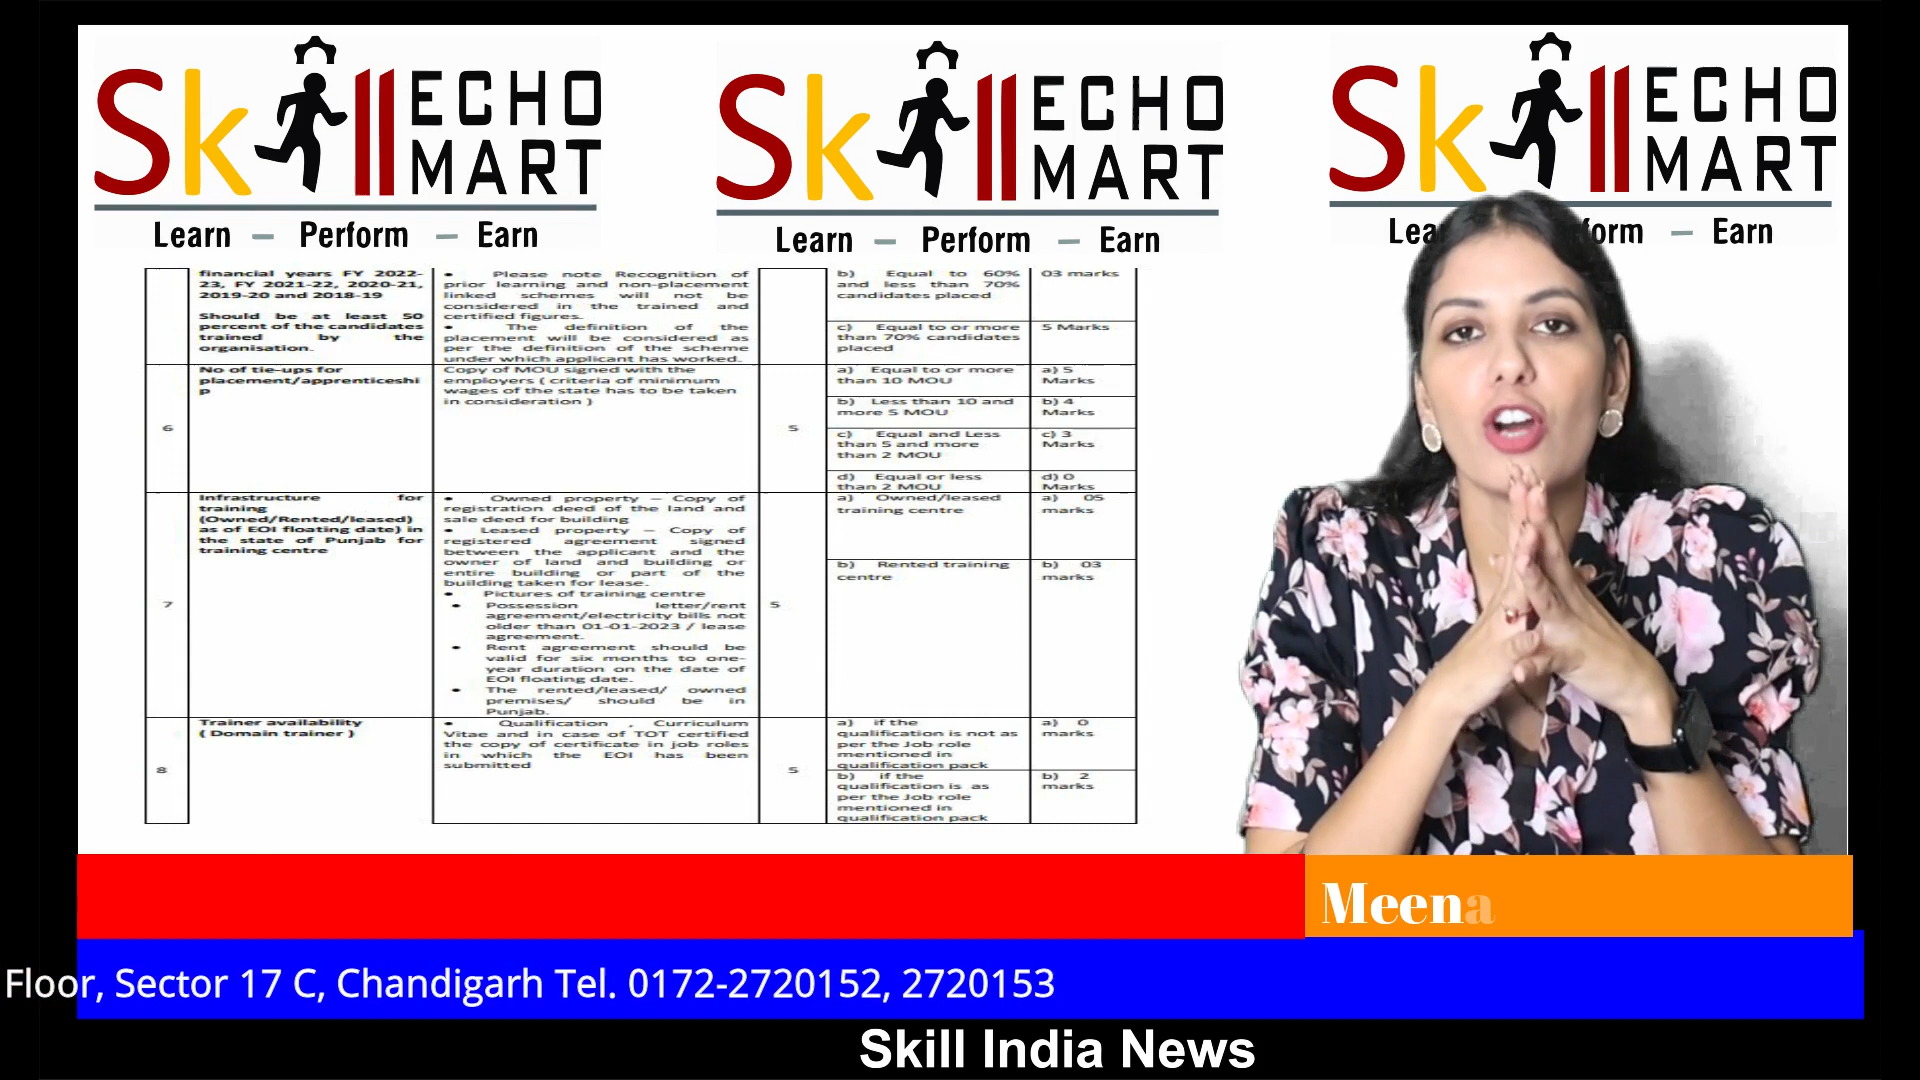 Skill ECHO MART
Learn – Perform – Earn
Skill ECHO MART
Learn – Perform – Earn
Skill ECHO MART
Lea form – Earn
financial years FY 2022-
23, FY 2021-22, 2020-21,
2019-20 and 2018-19
Should be at least 50
percent of the candidates
trained by the
organisation.
• Please note Recognition of
prior learning and non-placement
linked schemes will not be
considered in the trained and
certified figures.
• The definition of the
placement will be considered as
per the definition of the scheme
under which applicant has worked.
b) Equal to 60%
and less than 70%
candidates placed
03 marks
c) Equal to or more
than 70% candidates
placed
5 Marks
6
No of tie-ups for
placement/apprenticeshi
p
Copy of MOU signed with the
employers ( criteria of minimum
wages of the state has to be taken
in consideration )
5
a) Equal to or more
than 10 MOU
a) 5
Marks
b) Less than 10 and
more 5 MOU
b) 4
Marks
c) Equal and Less
than 5 and more
than 2 MOU
c) 3
Marks
d) Equal or less
than 2 MOU
d) 0
Marks
7
Infrastructure for
training
(Owned/Rented/leased)
as of EOI floating date) in
the state of Punjab for
training centre
• Owned property – Copy of
registration deed of the land and
sale deed for building
• Leased property – Copy of
registered agreement signed
between the applicant and the
owner of land and building or
entire building or part of the
building taken for lease.
• Pictures of training centre
• Possession letter/rent
agreement/electricity bills not
older than 01-01-2023 / lease
agreement.
• Rent agreement should be
valid for six months to one-
year duration on the date of
EOI floating date.
• The rented/leased/ owned
premises/ should be in
Punjab.
5
a) Owned/leased
training centre
a) 05
marks
b) Rented training
centre
b) 03
marks
8
Trainer availability
( Domain trainer )
• Qualification , Curriculum
Vitae and in case of TOT certified
the copy of certificate in job roles
in which the EOI has been
submitted
5
a) if the
qualification is not as
per the Job role
mentioned in
qualification pack
a) 0
marks
b) if the
qualification is as
per the Job role
mentioned in
qualification pack
b) 2
marks
Meena
Floor, Sector 17 C, Chandigarh Tel. 0172-2720152, 2720153
Skill India News